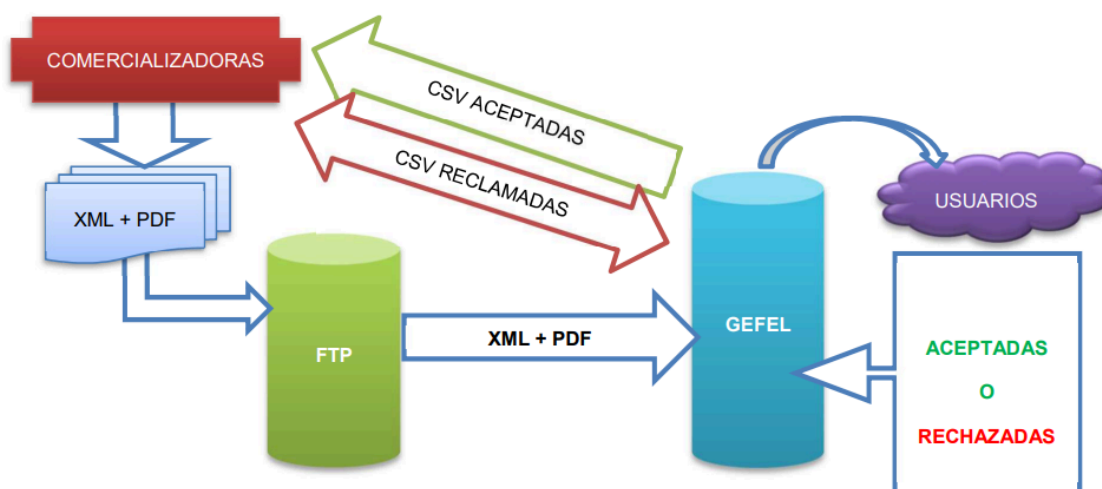 COMERCIALIZADORAS
CSV ACEPTADAS
CSV RECLAMADAS
XML + PDF
USUARIOS
FTP
XML + PDF
GEFEL
ACEPTADAS
O
RECHAZADAS